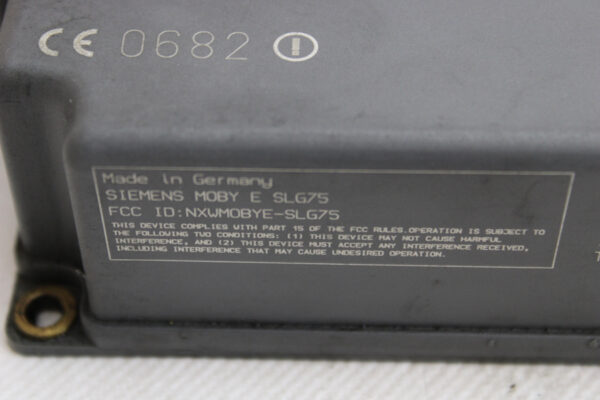 CE 0682 !
Made in Germany
SIEMENS MOBY E SLG75
FCC ID:NXWMOBYE-SLG75
THIS DEVICE COMPLIES WITH PART 15 OF THE FCC RULES.OPERATION IS SUBJECT TO
THE FOLLOWING TWO CONDITIONS: (1) THIS DEVICE MAY NOT CAUSE HARMFUL
INTERFERENCE, AND (2) THIS DEVICE MUST ACCEPT ANY INTERFERENCE RECEIVED,
INCLUDING INTERFERENCE THAT MAY CAUSE UNDESIRED OPERATION.